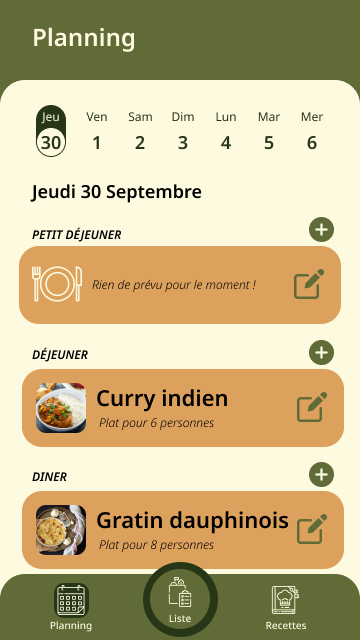 Planning
Jeu Ven Sam Dim Lun Mar Mer
30 1 2 3 4 5 6
Jeudi 30 Septembre
PETIT DÉJEUNER
Rien de prévu pour le moment !
DÉJEUNER
Curry indien
Plat pour 6 personnes
DINER
Gratin dauphinois
Plat pour 8 personnes
Planning Liste Recettes